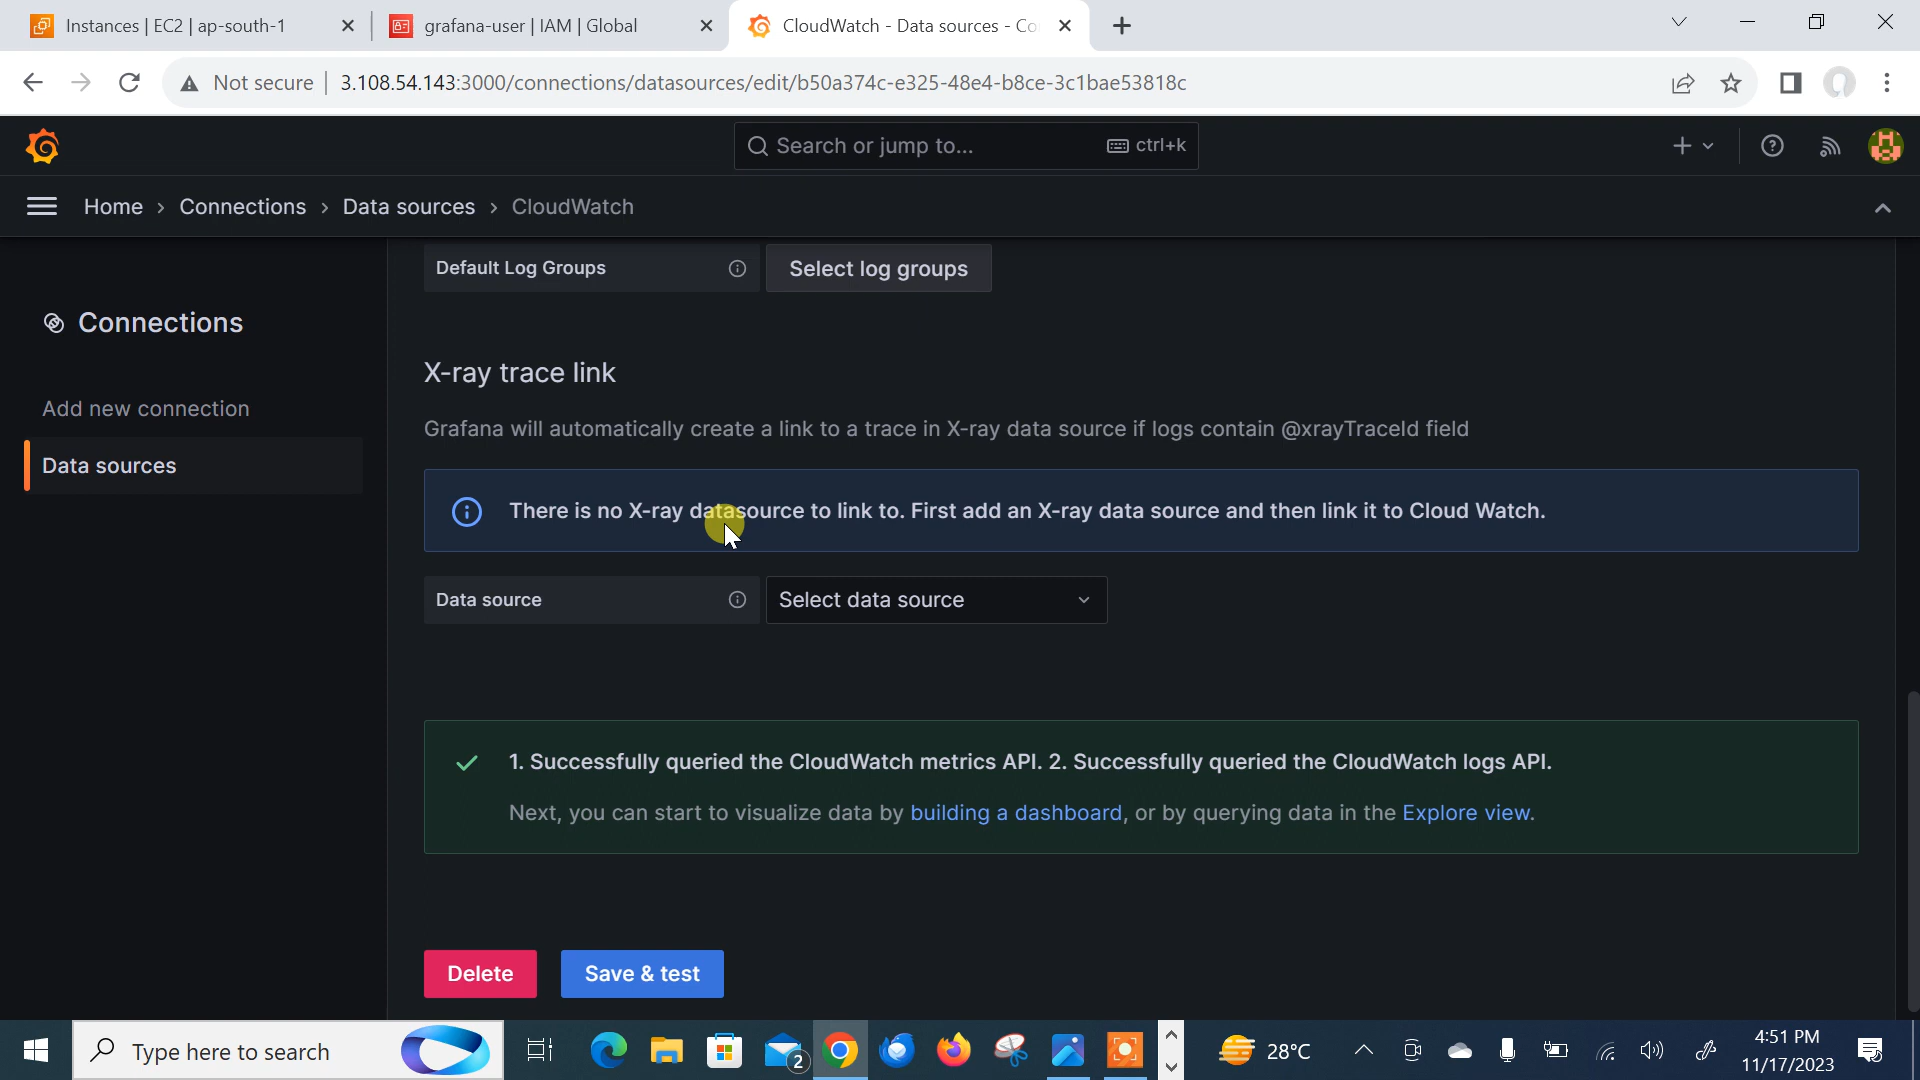 Instances | EC2 | ap-south-1
grafana-user | IAM | Global
CloudWatch - Data sources - Co
Not secure | 3.108.54.143:3000/connections/datasources/edit/b50a374c-e325-48e4-b8ce-3c1bae53818c
Search or jump to... ctrl+k
Home > Connections > Data sources > CloudWatch
Default Log Groups Select log groups
Connections
X-ray trace link
Add new connection
Grafana will automatically create a link to a trace in X-ray data source if logs contain @xrayTraceId field
Data sources
There is no X-ray datasource to link to. First add an X-ray data source and then link it to Cloud Watch.
Data source Select data source
1. Successfully queried the CloudWatch metrics API. 2. Successfully queried the CloudWatch logs API.
Next, you can start to visualize data by building a dashboard, or by querying data in the Explore view.
Delete Save & test
Type here to search
2
28°C
4:51 PM
11/17/2023